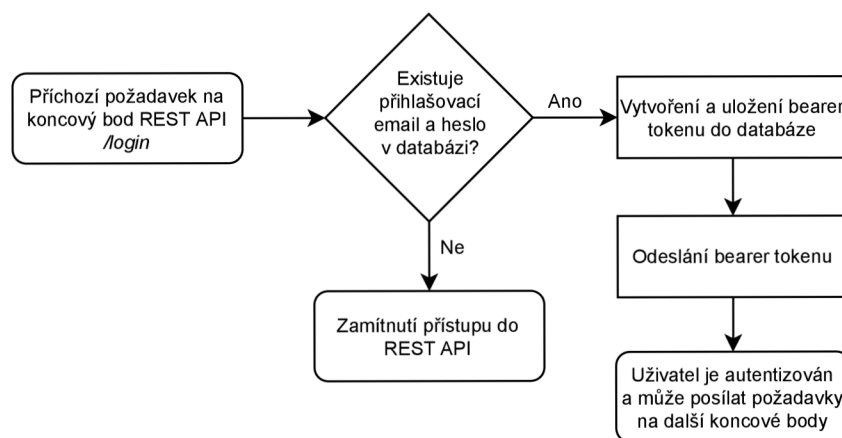 Příchozí požadavek na
koncový bod REST API
/login
Existuje
přihlašovací
email a heslo
v databázi?
Ano
Vytvoření a uložení bearer
tokenu do databáze
Ne
Odeslání bearer tokenu
Zamítnutí přístupu do
REST API
Uživatel je autentizován
a může posílat požadavky
na další koncové body